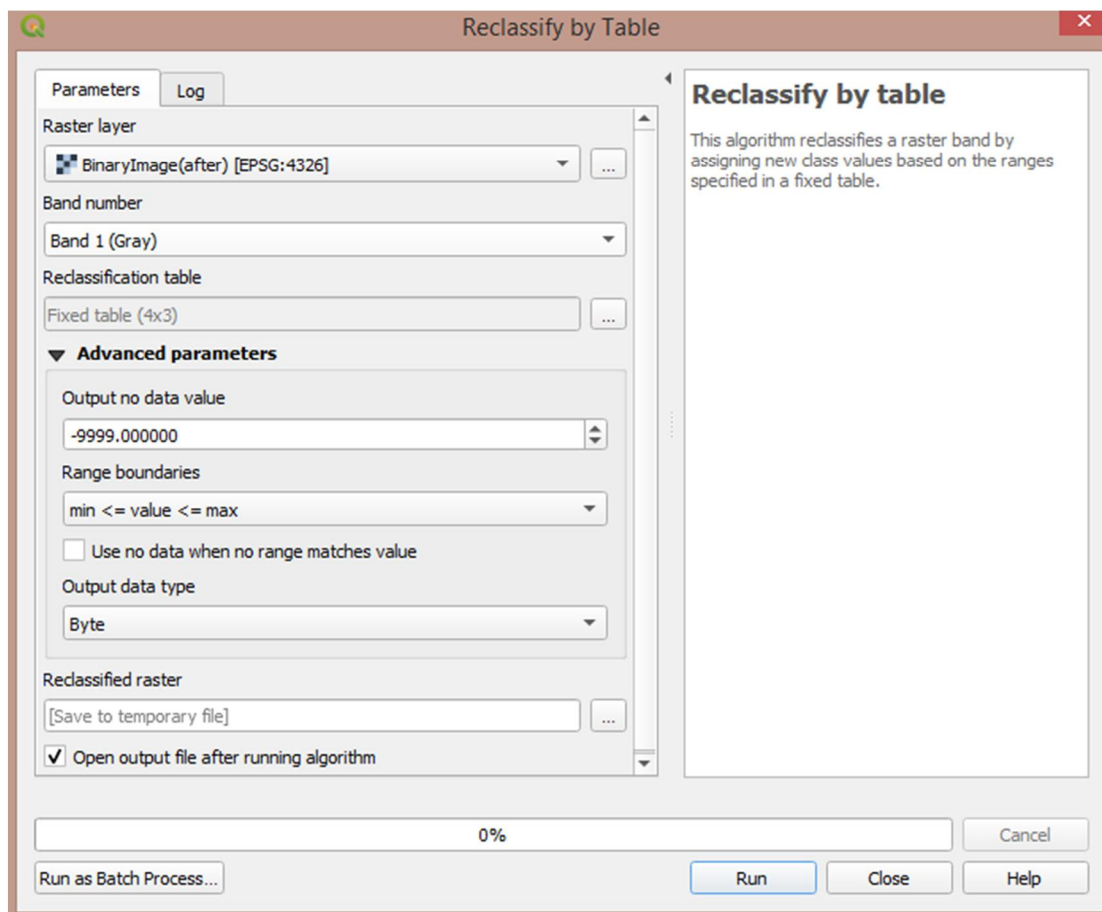 Reclassify by Table
Parameters
Log
Raster layer
BinaryImage(after) [EPSG:4326]
...
Band number
Band 1 (Gray)
Reclassification table
Fixed table (4x3)
...
Advanced parameters
Output no data value
-9999.000000
Range boundaries
min <= value <= max
Use no data when no range matches value
Output data type
Byte
Reclassified raster
[Save to temporary file]
...
Open output file after running algorithm
Reclassify by table
This algorithm reclassifies a raster band by
assigning new class values based on the ranges
specified in a fixed table.
0%
Cancel
Run as Batch Process...
Run
Close
Help